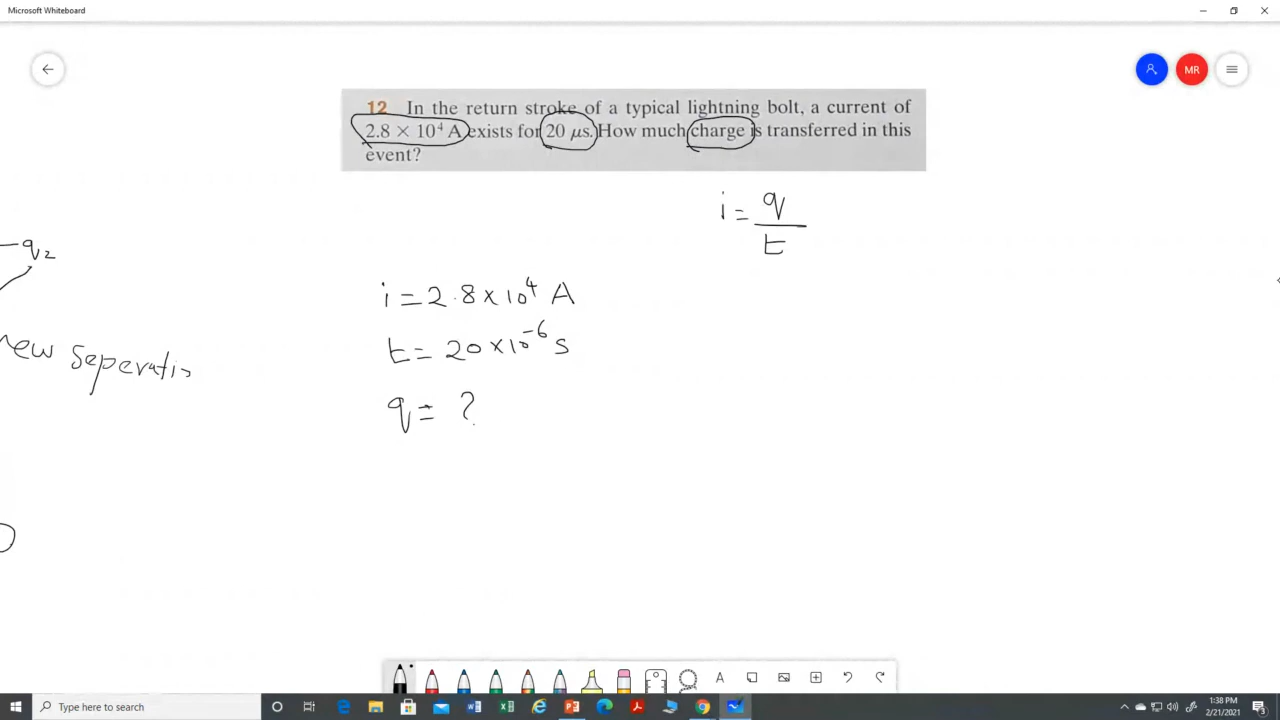 Microsoft Whiteboard
MR
12 In the return stroke of a typical lightning bolt, a current of
2.8 × 10⁴ A exists for 20 μs. How much charge is transferred in this
event?
i = q
t
q₂
i = 2.8 x 10⁴ A
t = 20 x 10⁻⁶ s
new seperatin
q = ?
A
Type here to search
1:38 PM
2/21/2021
3